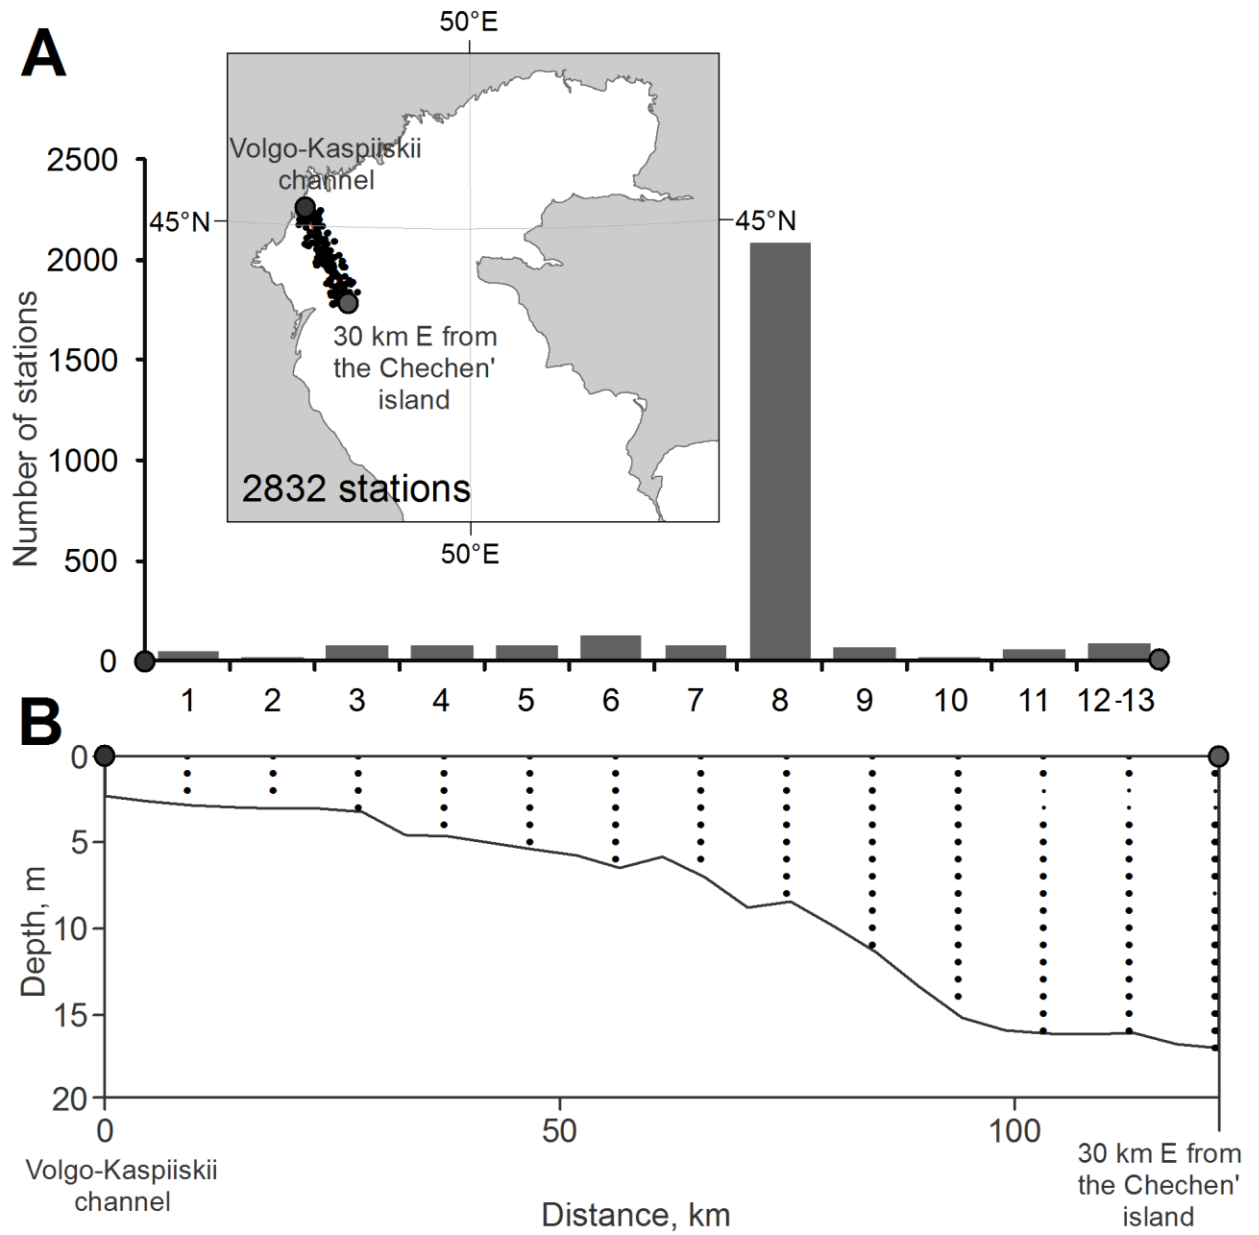 A
50°E
Volgo-Kaspiiskii
channel
45°N
45°N
30 km E from
the Chechen'
island
2832 stations
50°E
Number of stations
2500
2000
1500
1000
500
0
1 2 3 4 5 6 7 8 9 10 11 12-13
B
Depth, m
0
5
10
15
20
0 50 100
Volgo-Kaspiiskii
channel
30 km E from
the Chechen'
island
Distance, km